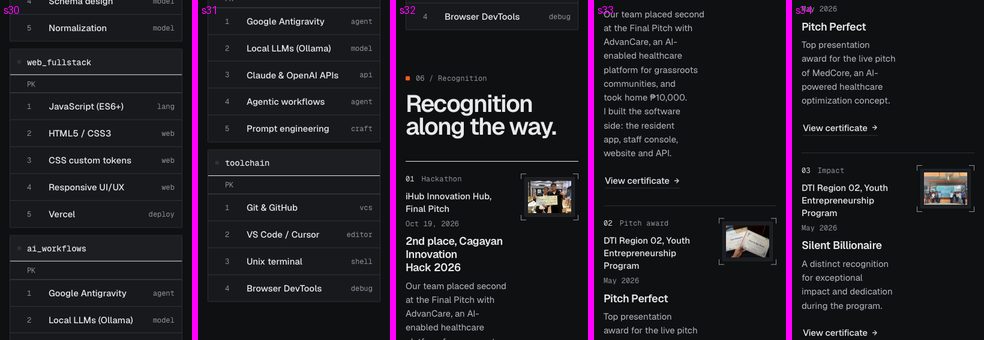 s30
4 Schema design model
5 Normalization model
web_fullstack
PK
1 JavaScript (ES6+) lang
2 HTML5 / CSS3 web
3 CSS custom tokens web
4 Responsive UI/UX web
5 Vercel deploy
ai_workflows
PK
1 Google Antigravity agent
2 Local LLMs (Ollama) model
s31
PK
1 Google Antigravity agent
2 Local LLMs (Ollama) model
3 Claude & OpenAI APIs api
4 Agentic workflows agent
5 Prompt engineering craft
toolchain
PK
1 Git & GitHub vcs
2 VS Code / Cursor editor
3 Unix terminal shell
4 Browser DevTools debug
s32
4 Browser DevTools debug
06 / Recognition
Recognition
along the way.
01 Hackathon
iHub Innovation Hub,
Final Pitch
Oct 19, 2026
2nd place, Cagayan
Innovation
Hack 2026
Our team placed second
at the Final Pitch with
AdvanCare, an AI-
enabled healthcare
s33
Our team placed second
at the Final Pitch with
AdvanCare, an AI-
enabled healthcare
platform for grassroots
communities, and
took home ₱10,000.
I built the software
side: the resident
app, staff console,
website and API.
View certificate →
02 Pitch award
DTI Region 02, Youth
Entrepreneurship
Program
May 2026
Pitch Perfect
Top presentation
award for the live pitch
s34
May 2026
Pitch Perfect
Top presentation
award for the live pitch
of MedCore, an AI-
powered healthcare
optimization concept.
View certificate →
03 Impact
DTI Region 02, Youth
Entrepreneurship
Program
May 2026
Silent Billionaire
A distinct recognition
for exceptional
impact and dedication
during the program.
View certificate →